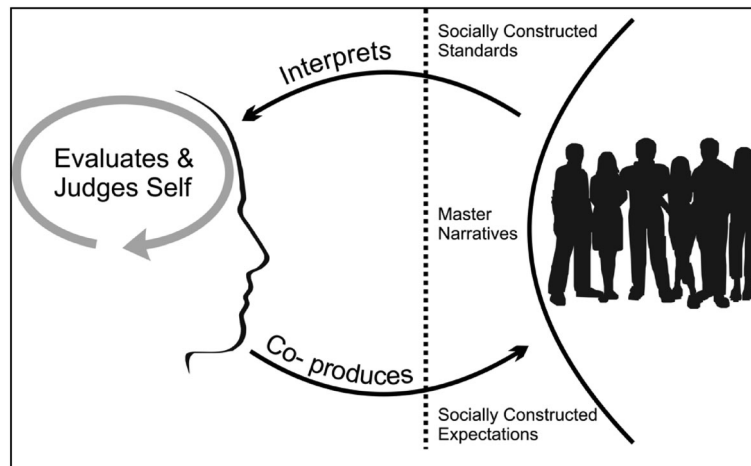 Socially Constructed
Standards
Interprets
Evaluates &
Judges Self
Master
Narratives
Co- produces
Socially Constructed
Expectations